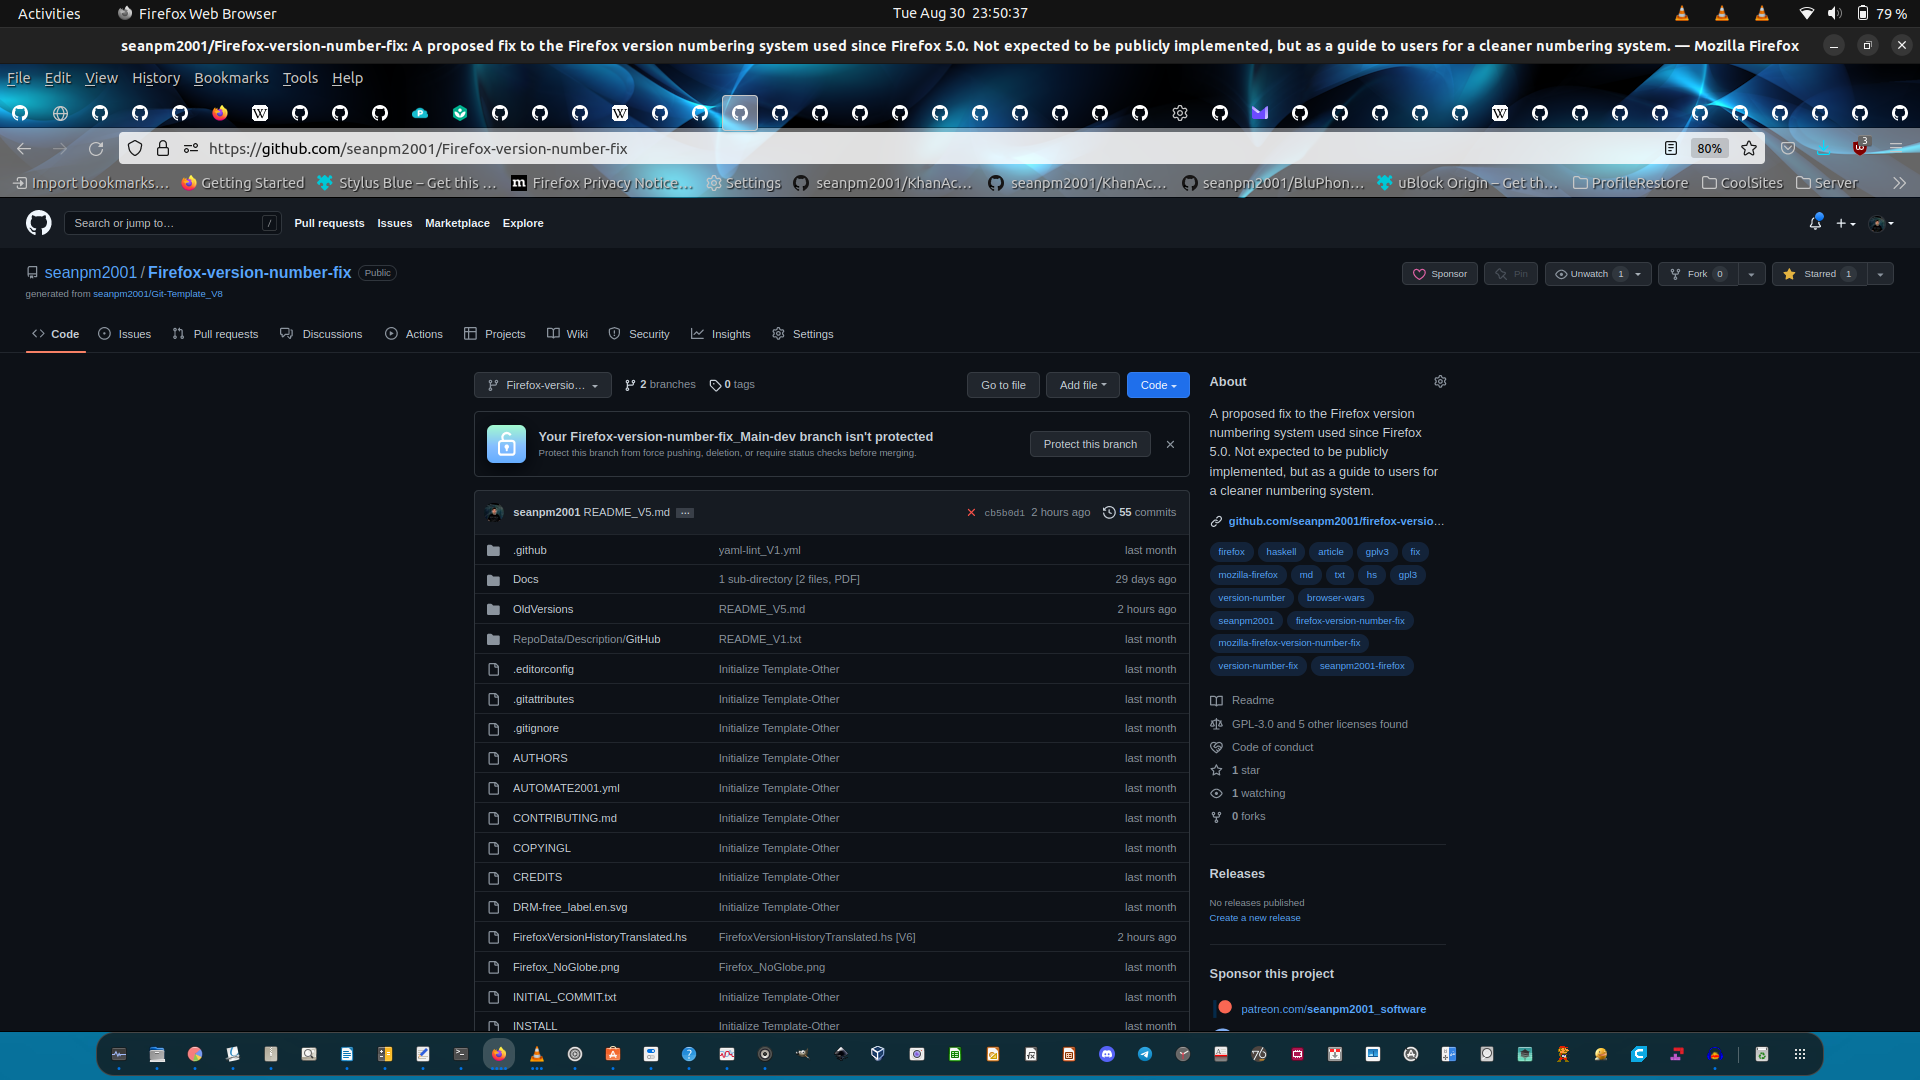 Activities
Firefox Web Browser
Tue Aug 30  23:50:37
79 %
seanpm2001/Firefox-version-number-fix: A proposed fix to the Firefox version numbering system used since Firefox 5.0. Not expected to be publicly implemented, but as a guide to users for a cleaner numbering system. — Mozilla Firefox
File Edit View History Bookmarks Tools Help
https://github.com/seanpm2001/Firefox-version-number-fix
80%
3
Import bookmarks… Getting Started Stylus Blue – Get this … Firefox Privacy Notice… Settings seanpm2001/KhanAc… seanpm2001/KhanAc… seanpm2001/BluPhon… uBlock Origin – Get th… ProfileRestore CoolSites Server
Search or jump to… /
Pull requests Issues Marketplace Explore
seanpm2001 / Firefox-version-number-fix Public
generated from seanpm2001/Git-Template_V8
Sponsor Pin Unwatch 1 Fork 0 Starred 1
Code Issues Pull requests Discussions Actions Projects Wiki Security Insights Settings
Firefox-versio… 2 branches 0 tags
Go to file Add file Code
Your Firefox-version-number-fix_Main-dev branch isn't protected
Protect this branch from force pushing, deletion, or require status checks before merging.
Protect this branch
seanpm2001 README_V5.md … cb5b0d1 2 hours ago 55 commits
.github yaml-lint_V1.yml last month
Docs 1 sub-directory [2 files, PDF] 29 days ago
OldVersions README_V5.md 2 hours ago
RepoData/Description/GitHub README_V1.txt last month
.editorconfig Initialize Template-Other last month
.gitattributes Initialize Template-Other last month
.gitignore Initialize Template-Other last month
AUTHORS Initialize Template-Other last month
AUTOMATE2001.yml Initialize Template-Other last month
CONTRIBUTING.md Initialize Template-Other last month
COPYINGL Initialize Template-Other last month
CREDITS Initialize Template-Other last month
DRM-free_label.en.svg Initialize Template-Other last month
FirefoxVersionHistoryTranslated.hs FirefoxVersionHistoryTranslated.hs [V6] 2 hours ago
Firefox_NoGlobe.png Firefox_NoGlobe.png last month
INITIAL_COMMIT.txt Initialize Template-Other last month
INSTALL Initialize Template-Other last month
About
A proposed fix to the Firefox version
numbering system used since Firefox
5.0. Not expected to be publicly
implemented, but as a guide to users for
a cleaner numbering system.
github.com/seanpm2001/firefox-versio…
firefox haskell article gplv3 fix
mozilla-firefox md txt hs gpl3
version-number browser-wars
seanpm2001 firefox-version-number-fix
mozilla-firefox-version-number-fix
version-number-fix seanpm2001-firefox
Readme
GPL-3.0 and 5 other licenses found
Code of conduct
1 star
1 watching
0 forks
Releases
No releases published
Create a new release
Sponsor this project
patreon.com/seanpm2001_software